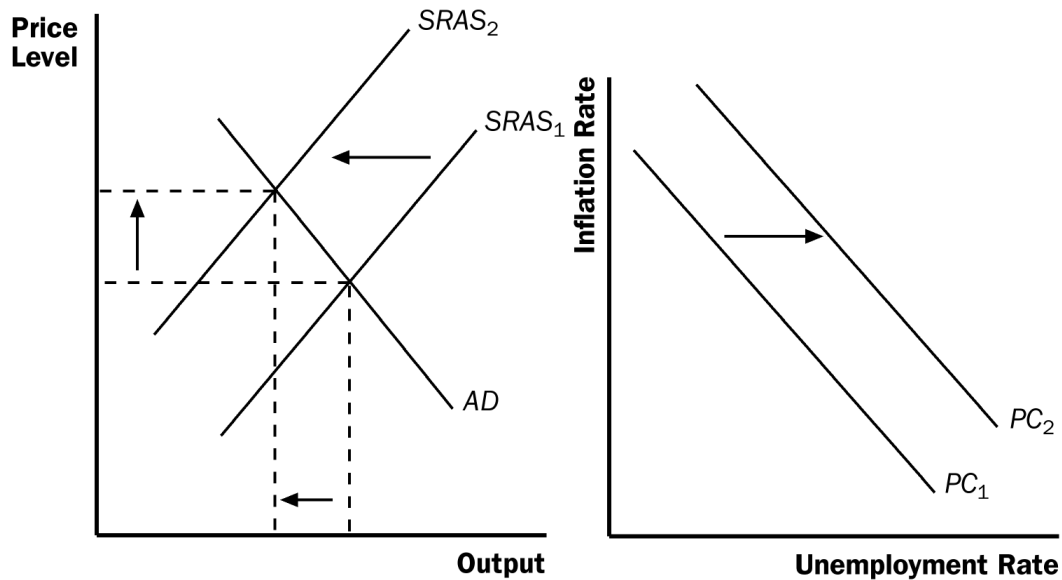 Price
Level
SRAS2
SRAS1
AD
Output
Inflation Rate
PC2
PC1
Unemployment Rate